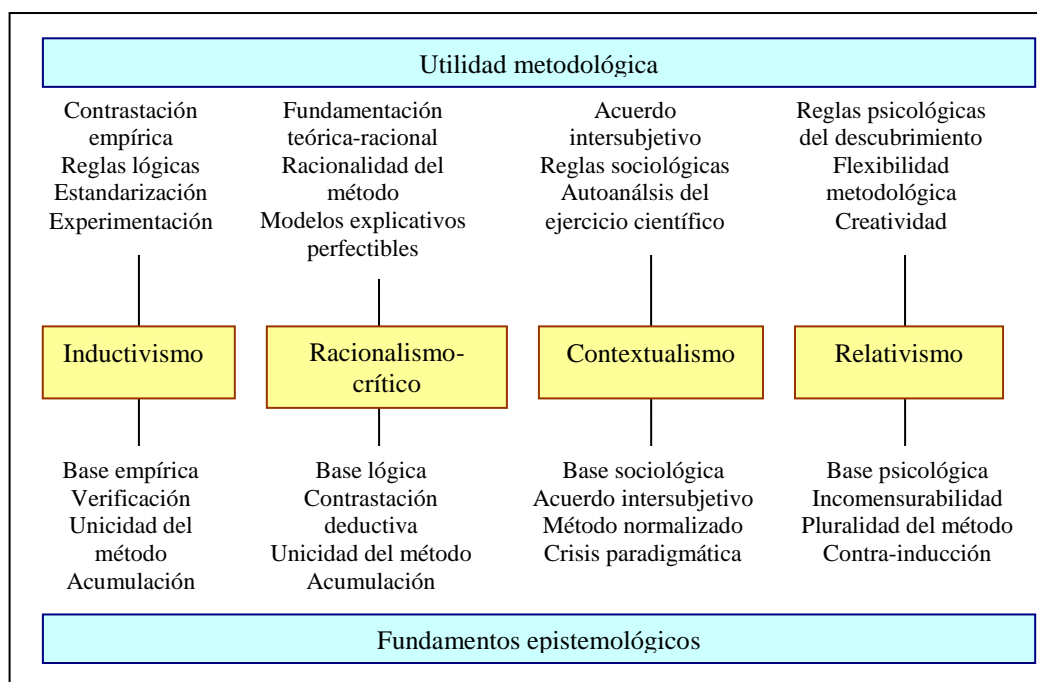 Utilidad metodológica
Contrastación
empírica
Reglas lógicas
Estandarización
Experimentación
Fundamentación
teórica-racional
Racionalidad del
método
Modelos explicativos
perfectibles
Acuerdo
intersubjetivo
Reglas sociológicas
Autoanálsis del
ejercicio científico
Reglas psicológicas
del descubrimiento
Flexibilidad
metodológica
Creatividad
Inductivismo
Racionalismo-
crítico
Contextualismo
Relativismo
Base empírica
Verificación
Unicidad del
método
Acumulación
Base lógica
Contrastación
deductiva
Unicidad del método
Acumulación
Base sociológica
Acuerdo intersubjetivo
Método normalizado
Crisis paradigmática
Base psicológica
Incomensurabilidad
Pluralidad del método
Contra-inducción
Fundamentos epistemológicos